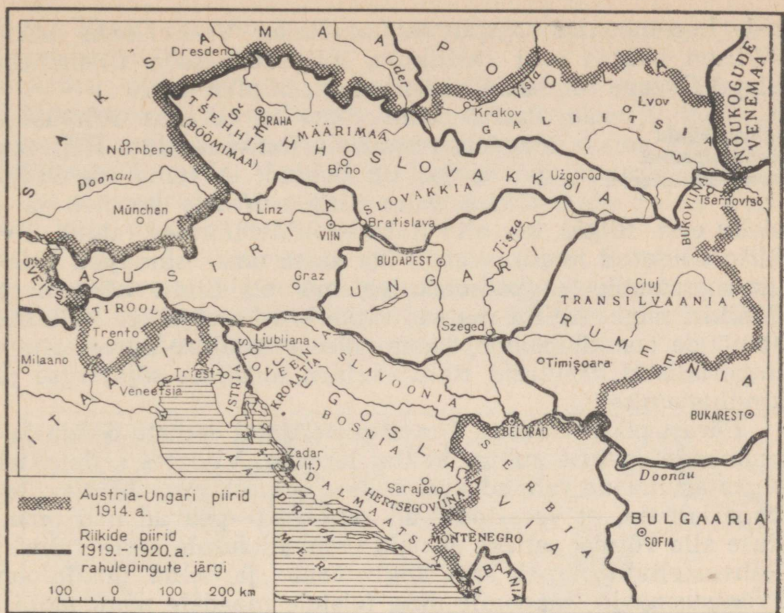 SAKSAMAA
POOLA
NÕUKOGUDE
VENEMAA
Dresden
Oder
Visla
Krakov
Lvov
GALIITSIA
TŠEHHOSLOVAKKIA
TŠEHHIA
(BÖÖMIMAA)
PRAHA
MÄÄRIMAA
Nürnberg
Brno
SLOVAKKIA
Užgorod
BUKOVIINA
Tšernovtsõ
Doonau
München
Linz
VIIN
Bratislava
AUSTRIA
Graz
BUDAPEST
Tisza
UNGARI
ŠVEITS
TIROOL
Trento
Cluj
TRANSILVAANIA
RUMEENIA
Szeged
Timișoara
Ljubljana
SLOVEENIA
KROAATIA
SLAVOONIA
Milaano
Veneetsia
Triest
ISTRIA
ITAALIA
JUGOSLAAVIA
BOSNIA
BELGRAD
SERBIA
BUKAREST
Zadar
(It.)
AADRIA MERI
DALMAATSIA
Sarajevo
HERTSEGOVIINA
MONTENEGRO
ALBAANIA
Doonau
BULGAARIA
SOFIA
Austria-Ungari piirid
1914. a.
Riikide piirid
1919.-1920. a.
rahulepingute järgi
100 0 100 200 km